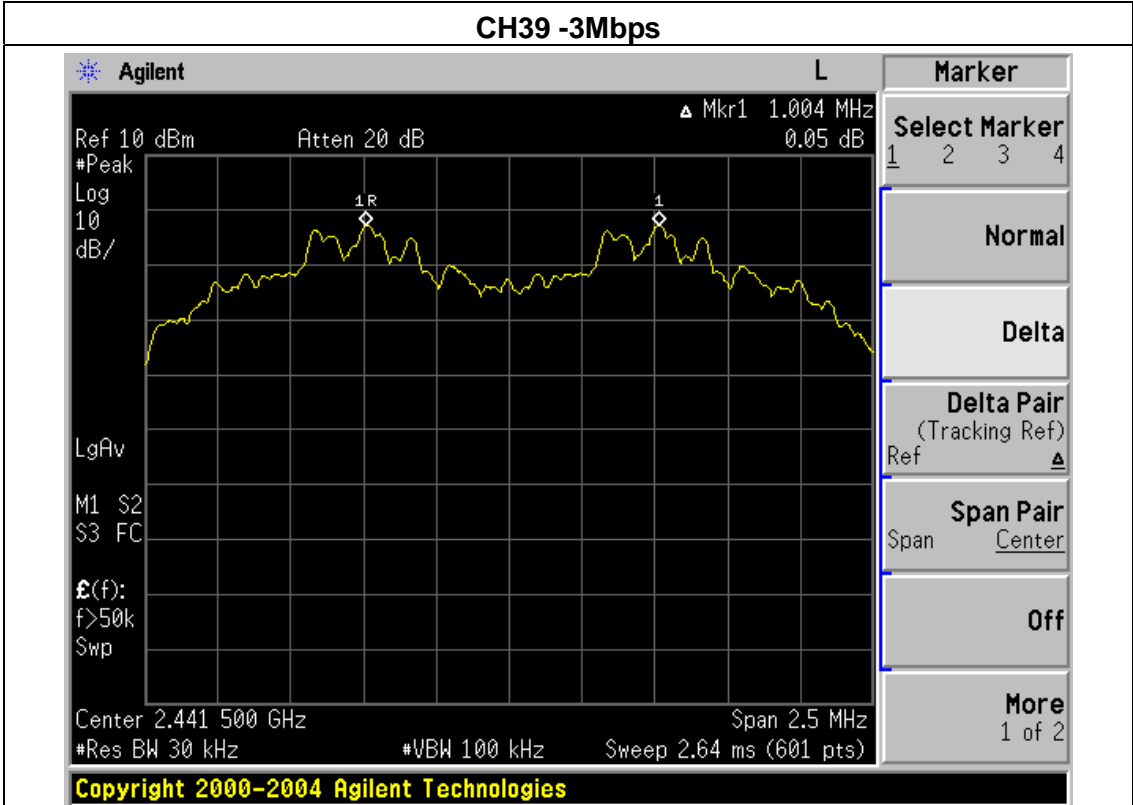 CH39 -3Mbps
Agilent L Marker
Δ Mkr1 1.004 MHz
Ref 10 dBm Atten 20 dB 0.05 dB
#Peak
Log
10
dB/
1R 1
LgAv
M1 S2
S3 FC
£(f):
f>50k
Swp
Center 2.441 500 GHz Span 2.5 MHz
#Res BW 30 kHz #VBW 100 kHz Sweep 2.64 ms (601 pts)
Select Marker
1 2 3 4
Normal
Delta
Delta Pair
(Tracking Ref)
Ref Δ
Span Pair
Span Center
Off
More
1 of 2
Copyright 2000-2004 Agilent Technologies